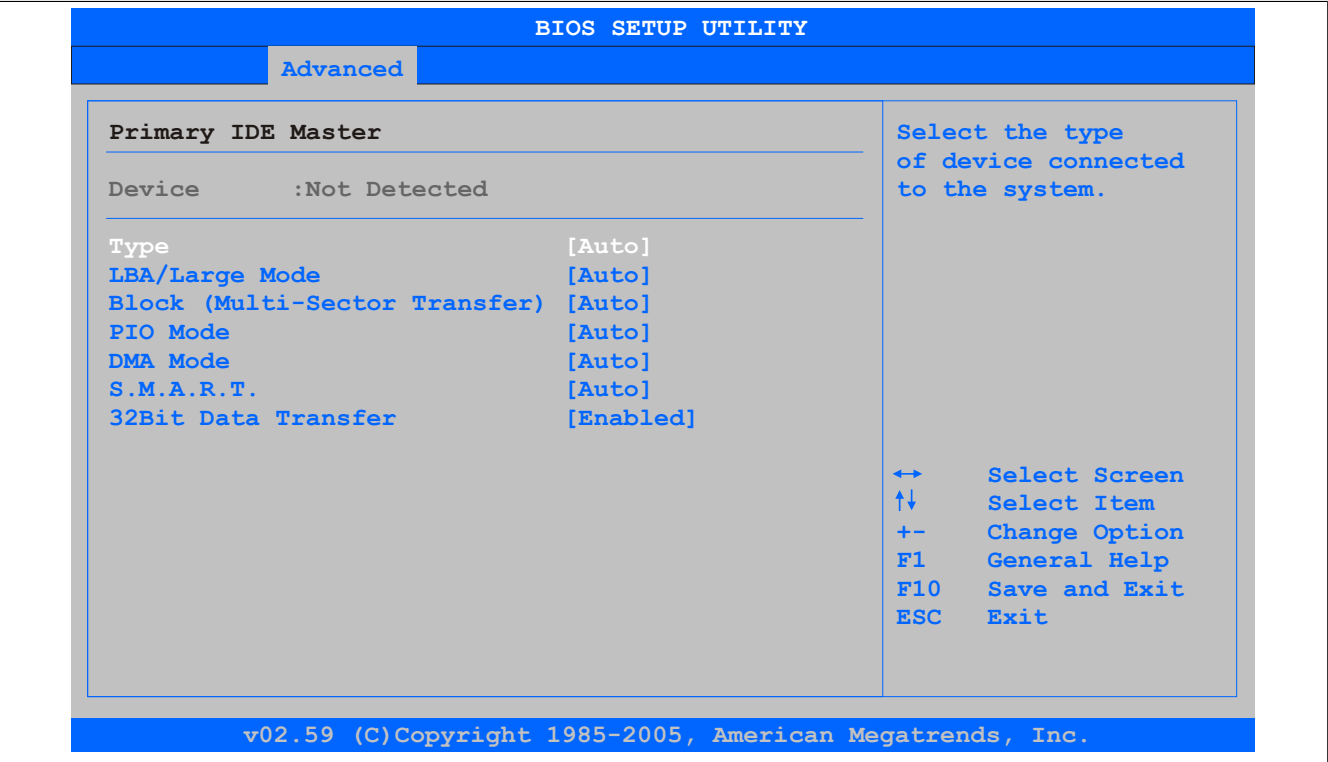 BIOS SETUP UTILITY
Advanced
Primary IDE Master
Device :Not Detected
Type [Auto]
LBA/Large Mode [Auto]
Block (Multi-Sector Transfer) [Auto]
PIO Mode [Auto]
DMA Mode [Auto]
S.M.A.R.T. [Auto]
32Bit Data Transfer [Enabled]
Select the type
of device connected
to the system.
↔ Select Screen
↑↓ Select Item
+- Change Option
F1 General Help
F10 Save and Exit
ESC Exit
v02.59 (C)Copyright 1985-2005, American Megatrends, Inc.